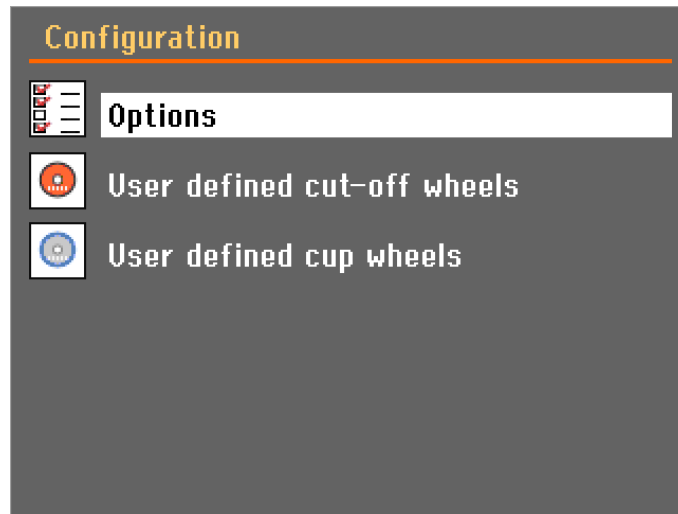 Configuration
Options
User defined cut-off wheels
User defined cup wheels